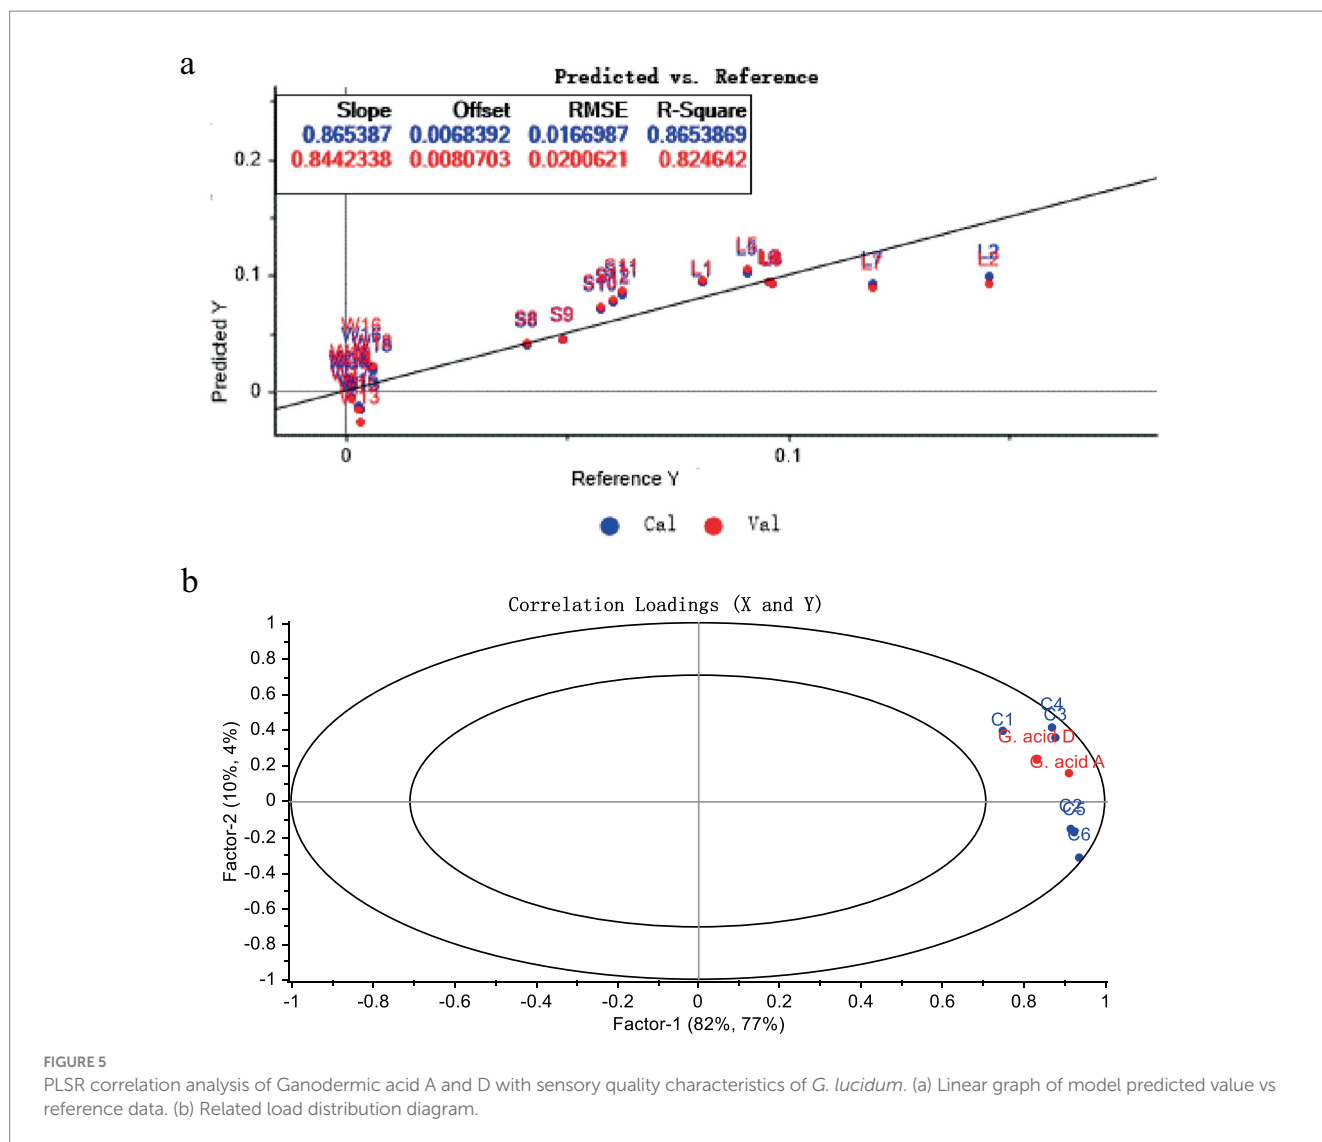 a
Predicted vs. Reference
Slope Offset RMSE R-Square
0.865387 0.0068392 0.0166987 0.8653869
0.8442338 0.0080703 0.0200621 0.824642
0.2
0.1
0
Predicted Y
L5
L1
L7
L2
S11
S10
S8
S9
W16
0 0.1
Reference Y
Cal Val
b
Correlation Loadings (X and Y)
1
0.8
0.6
0.4
0.2
0
-0.2
-0.4
-0.6
-0.8
-1
Factor-2 (10%, 4%)
C4
C1 C3
G. acid D
G. acid A
C2
C5
C6
-1 -0.8 -0.6 -0.4 -0.2 0 0.2 0.4 0.6 0.8 1
Factor-1 (82%, 77%)
FIGURE 5
PLSR correlation analysis of Ganodermic acid A and D with sensory quality characteristics of G. lucidum. (a) Linear graph of model predicted value vs
reference data. (b) Related load distribution diagram.